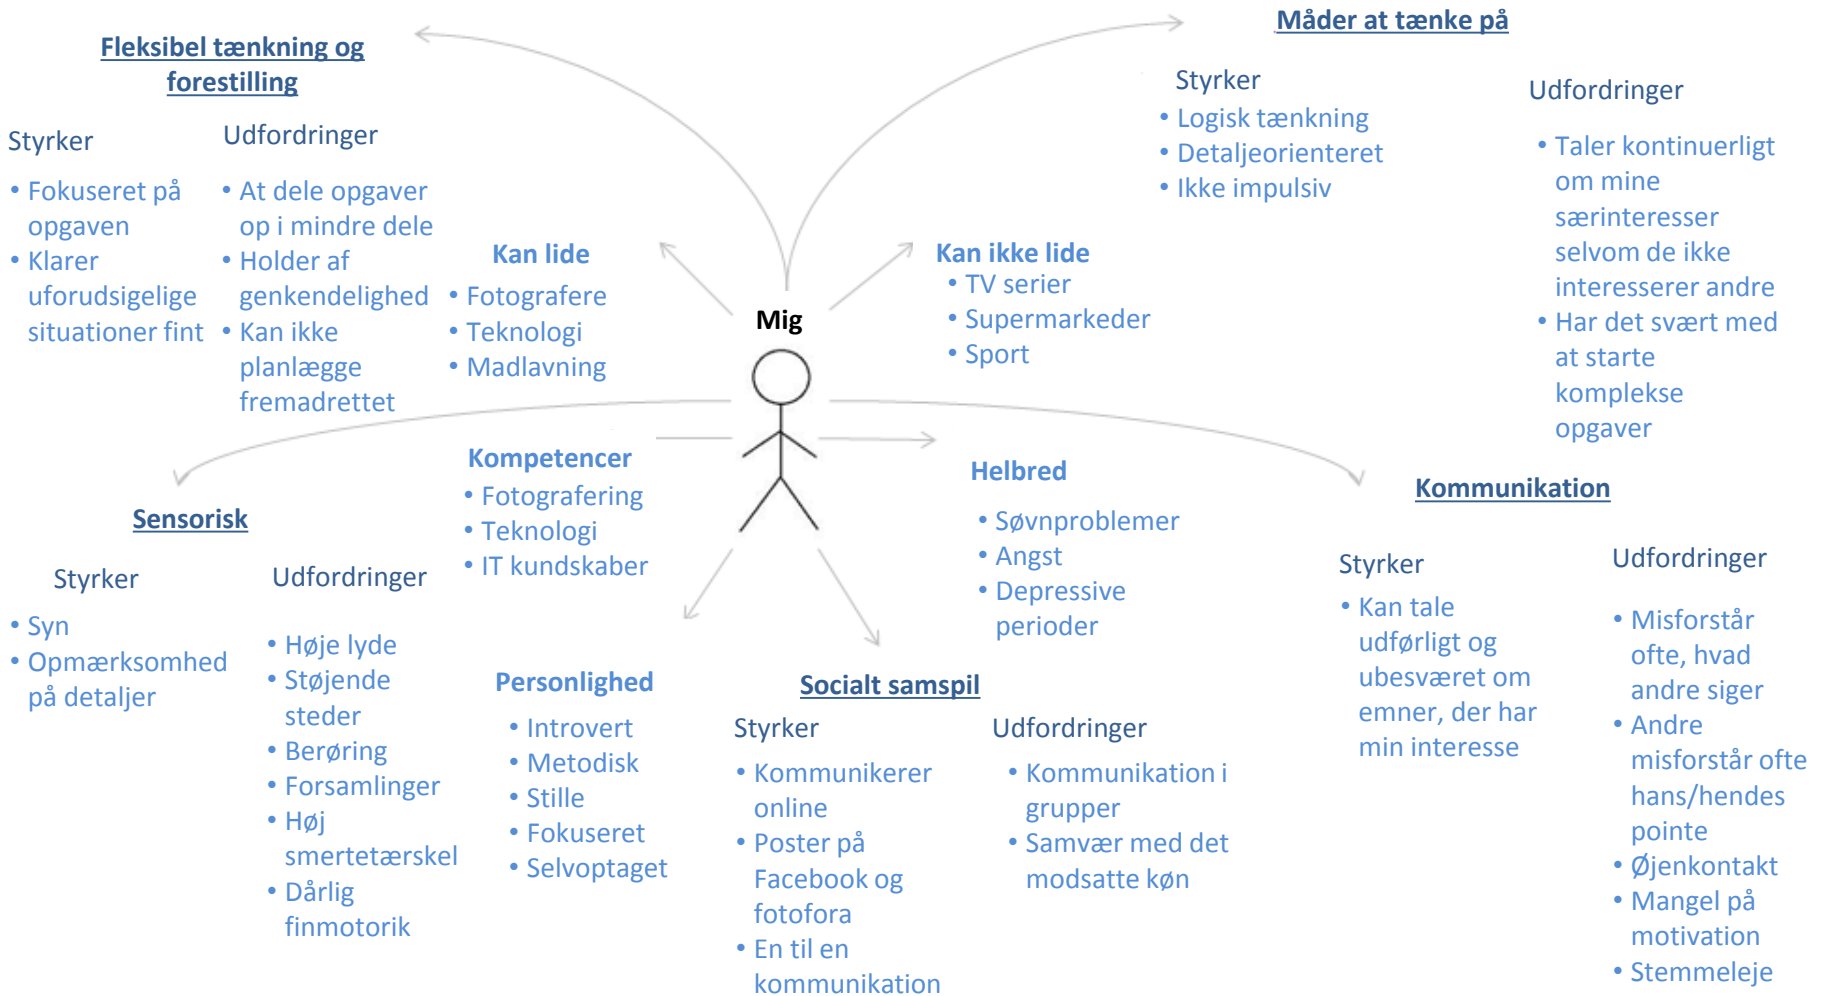 Fleksibel tænkning og
forestilling
Styrker
• Fokuseret på
opgaven
• Klarer
uforudsigelige
situationer fint
Udfordringer
• At dele opgaver
op i mindre dele
• Holder af
genkendelighed
• Kan ikke
planlægge
fremadrettet
Måder at tænke på
Styrker
• Logisk tænkning
• Detaljeorienteret
• Ikke impulsiv
Udfordringer
• Taler kontinuerligt
om mine
særinteresser
selvom de ikke
interesserer andre
• Har det svært med
at starte
komplekse
opgaver
Kan lide
• Fotografere
• Teknologi
• Madlavning
Mig
Kan ikke lide
• TV serier
• Supermarkeder
• Sport
Kompetencer
• Fotografering
• Teknologi
• IT kundskaber
Helbred
• Søvnproblemer
• Angst
• Depressive
perioder
Sensorisk
Styrker
• Syn
• Opmærksomhed
på detaljer
Udfordringer
• Høje lyde
• Støjende
steder
• Berøring
• Forsamlinger
• Høj
smertetærskel
• Dårlig
finmotorik
Personlighed
• Introvert
• Metodisk
• Stille
• Fokuseret
• Selvoptaget
Socialt samspil
Styrker
• Kommunikerer
online
• Poster på
Facebook og
fotofora
• En til en
kommunikation
Udfordringer
• Kommunikation i
grupper
• Samvær med det
modsatte køn
Kommunikation
Styrker
• Kan tale
udførligt og
ubesværet om
emner, der har
min interesse
Udfordringer
• Misforstår
ofte, hvad
andre siger
• Andre
misforstår ofte
hans/hendes
pointe
• Øjenkontakt
• Mangel på
motivation
• Stemmeleje